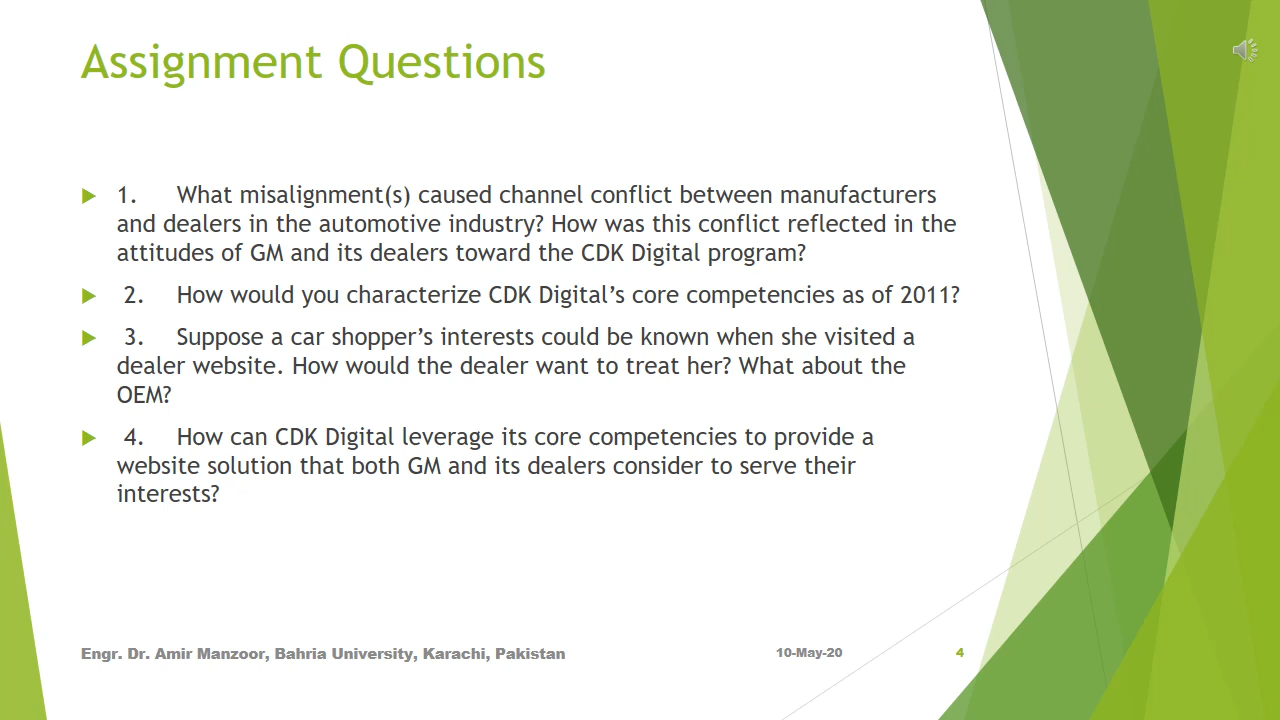 Assignment Questions
1. What misalignment(s) caused channel conflict between manufacturers
and dealers in the automotive industry? How was this conflict reflected in the
attitudes of GM and its dealers toward the CDK Digital program?
2. How would you characterize CDK Digital’s core competencies as of 2011?
3. Suppose a car shopper’s interests could be known when she visited a
dealer website. How would the dealer want to treat her? What about the
OEM?
4. How can CDK Digital leverage its core competencies to provide a
website solution that both GM and its dealers consider to serve their
interests?
Engr. Dr. Amir Manzoor, Bahria University, Karachi, Pakistan 10-May-20 4